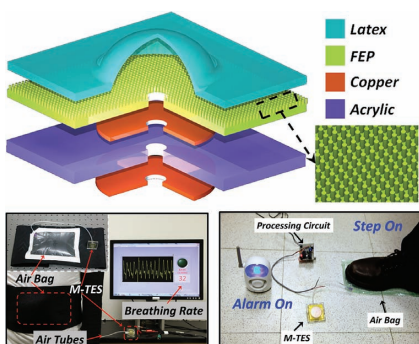 Latex
FEP
Copper
Acrylic
Air Bag
M-TES
Air Tubes
32
Breathing Rate
Processing Circuit
Step On
Alarm On
M-TES
Air Bag